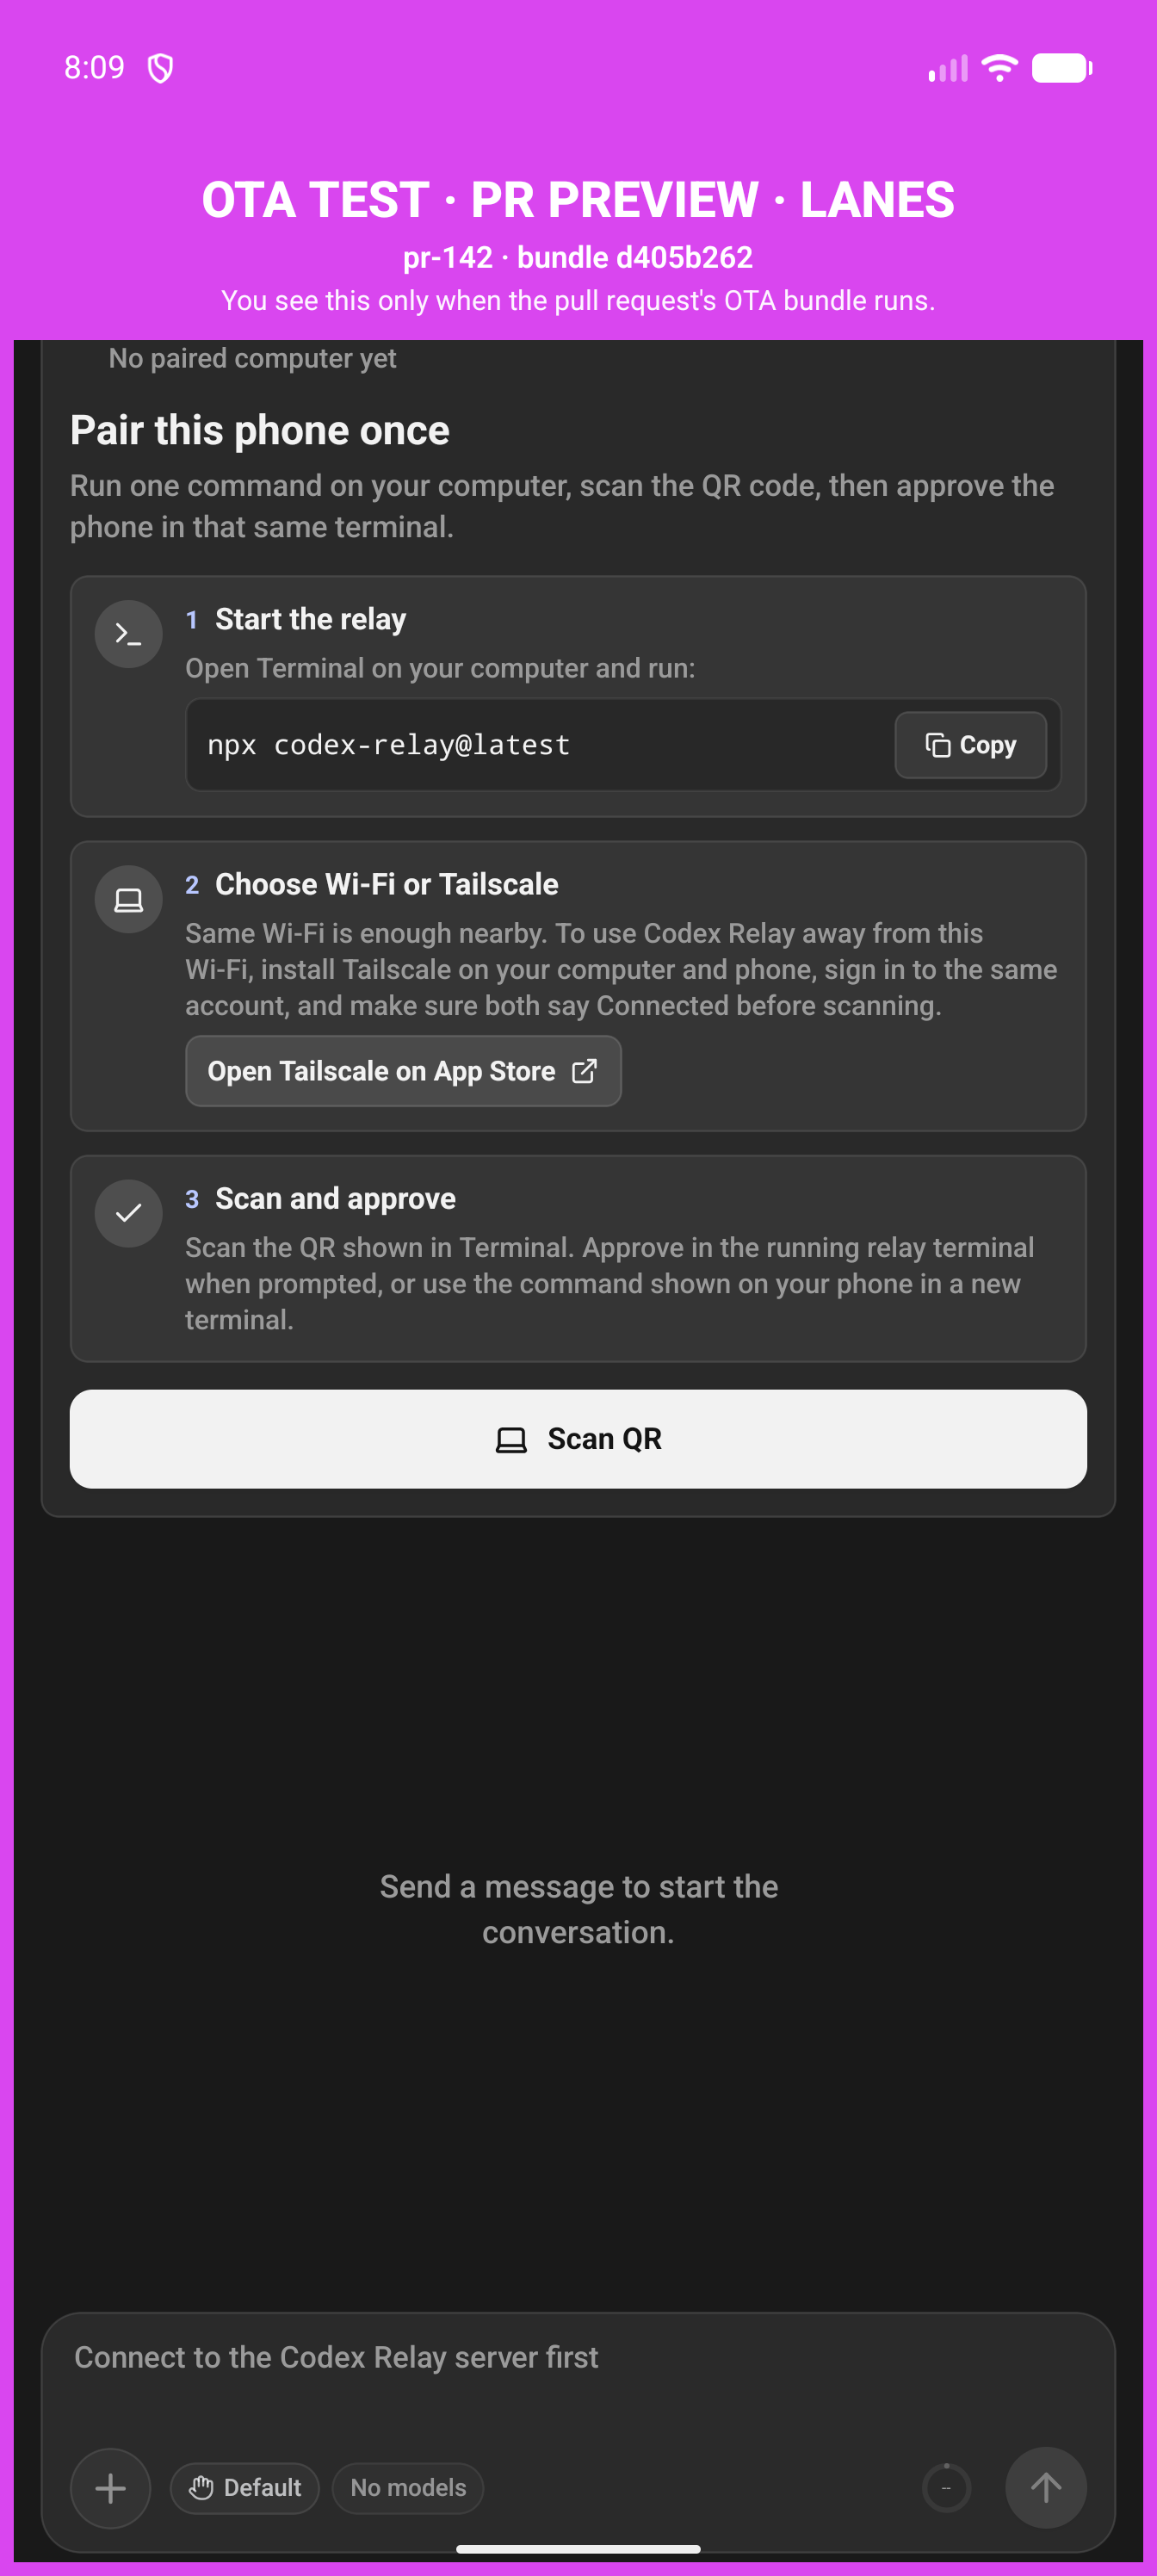 8:09
OTA TEST · PR PREVIEW · LANES
pr-142 · bundle d405b262
You see this only when the pull request's OTA bundle runs.
No paired computer yet
Pair this phone once
Run one command on your computer, scan the QR code, then approve the
phone in that same terminal.
1 Start the relay
Open Terminal on your computer and run:
npx codex-relay@latest
Copy
2 Choose Wi-Fi or Tailscale
Same Wi-Fi is enough nearby. To use Codex Relay away from this
Wi-Fi, install Tailscale on your computer and phone, sign in to the same
account, and make sure both say Connected before scanning.
Open Tailscale on App Store
3 Scan and approve
Scan the QR shown in Terminal. Approve in the running relay terminal
when prompted, or use the command shown on your phone in a new
terminal.
Scan QR
Send a message to start the
conversation.
Connect to the Codex Relay server first
Default
No models
--